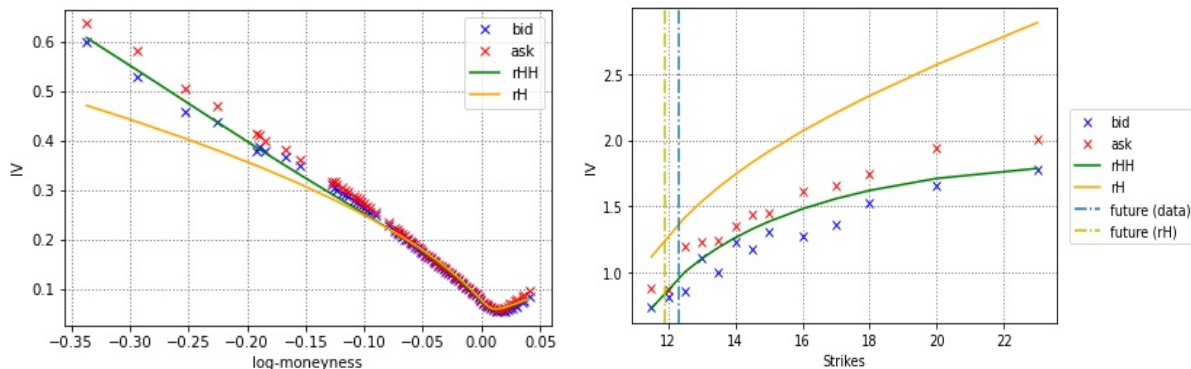 bid
ask
rHH
rH
IV
0.6
0.5
0.4
0.3
0.2
0.1
−0.35 −0.30 −0.25 −0.20 −0.15 −0.10 −0.05 0.00 0.05
log-moneyness
IV
2.5
2.0
1.5
1.0
12 14 16 18 20 22
Strikes
bid
ask
rHH
rH
future (data)
future (rH)